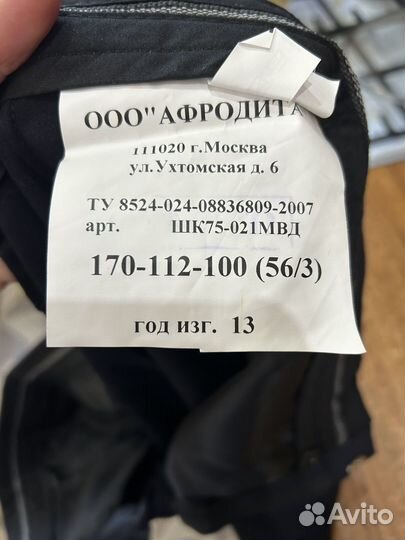 ООО"АФРОДИТА
111020 г.Москва
ул.Ухтомская д. 6
ТУ 8524-024-08836809-2007
арт. ШК75-021МВД
170-112-100 (56/3)
год изг. 13
Avito